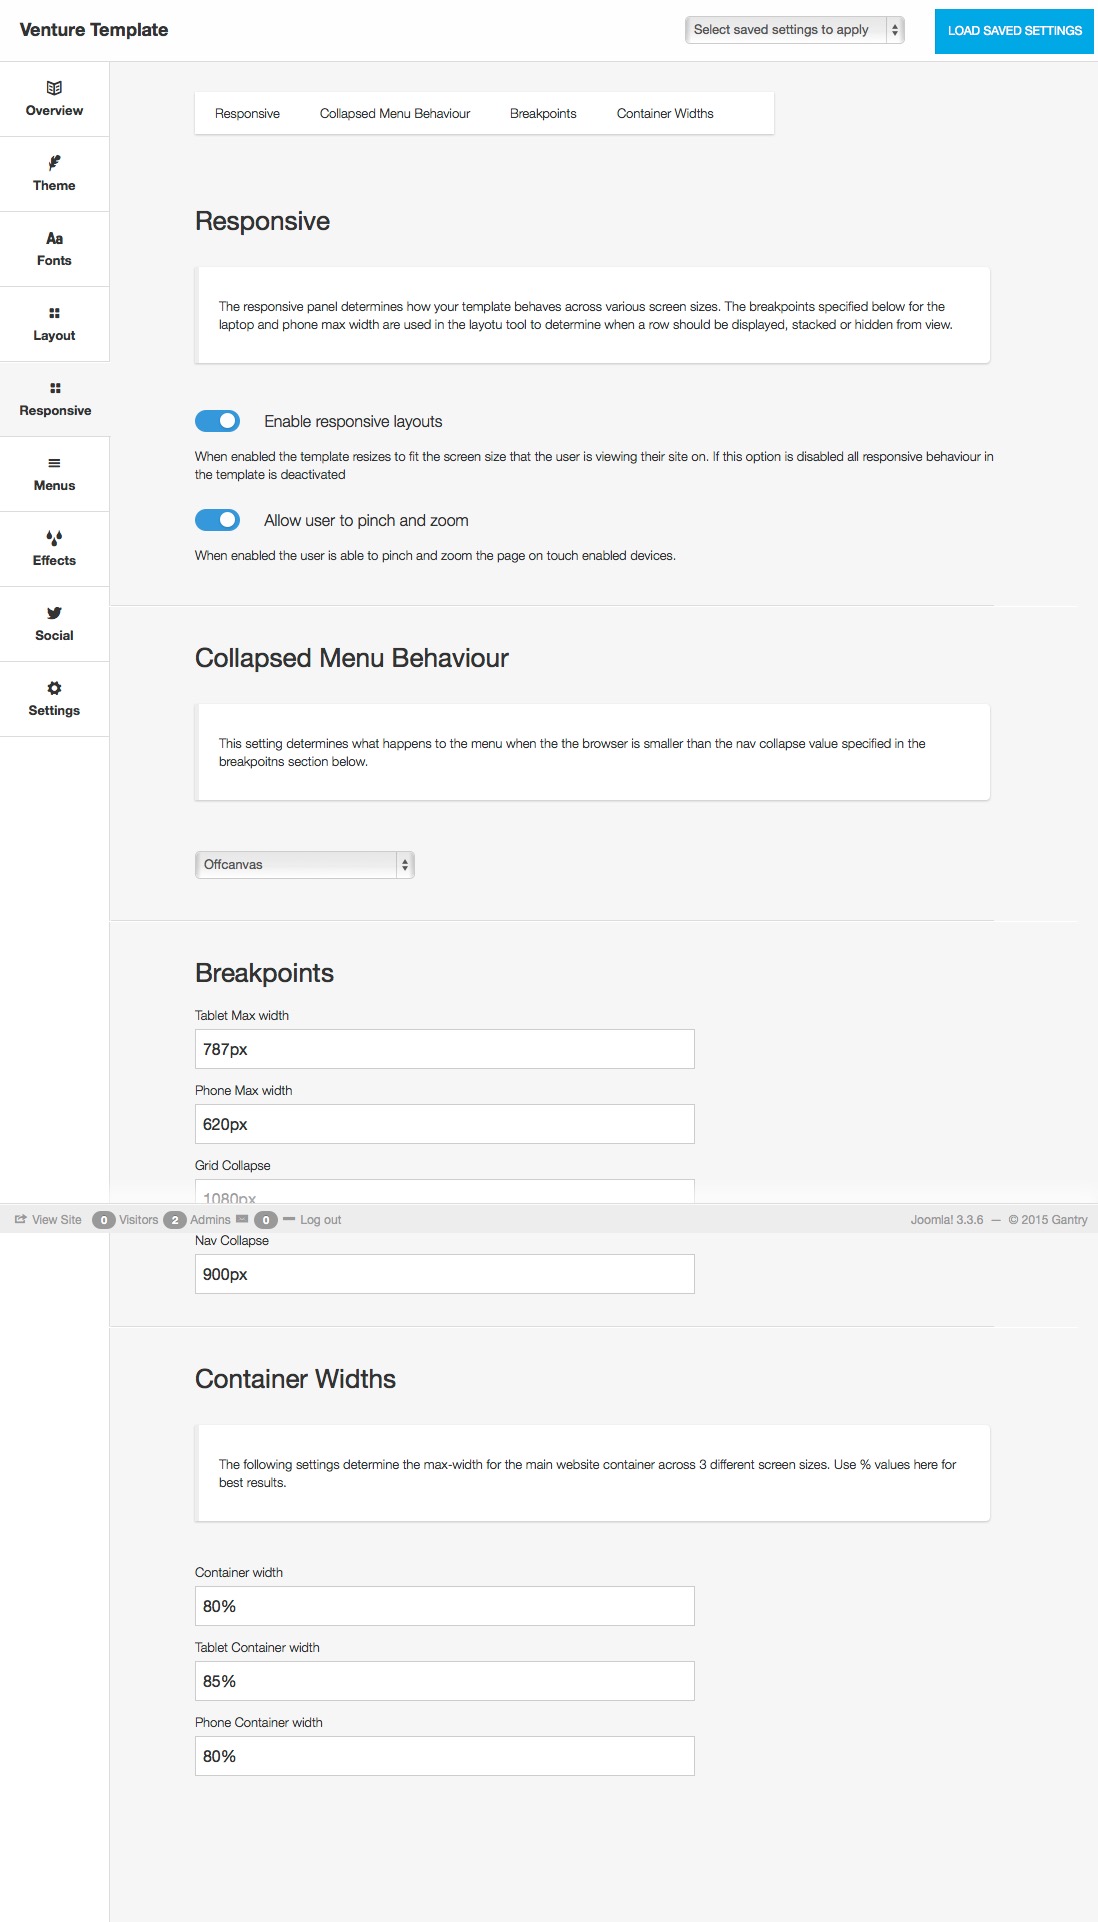 Venture Template
Select saved settings to apply
LOAD SAVED SETTINGS
Overview
Theme
Aa
Fonts
Layout
Responsive
Menus
Effects
Social
Settings
Responsive Collapsed Menu Behaviour Breakpoints Container Widths
Responsive
The responsive panel determines how your template behaves across various screen sizes. The breakpoints specified below for the
laptop and phone max width are used in the layotu tool to determine when a row should be displayed, stacked or hidden from view.
Enable responsive layouts
When enabled the template resizes to fit the screen size that the user is viewing their site on. If this option is disabled all responsive behaviour in
the template is deactivated
Allow user to pinch and zoom
When enabled the user is able to pinch and zoom the page on touch enabled devices.
Collapsed Menu Behaviour
This setting determines what happens to the menu when the the browser is smaller than the nav collapse value specified in the
breakpoitns section below.
Offcanvas
Breakpoints
Tablet Max width
787px
Phone Max width
620px
Grid Collapse
1080px
View Site 0 Visitors 2 Admins 0 Log out
Joomla! 3.3.6 — © 2015 Gantry
Nav Collapse
900px
Container Widths
The following settings determine the max-width for the main website container across 3 different screen sizes. Use % values here for
best results.
Container width
80%
Tablet Container width
85%
Phone Container width
80%